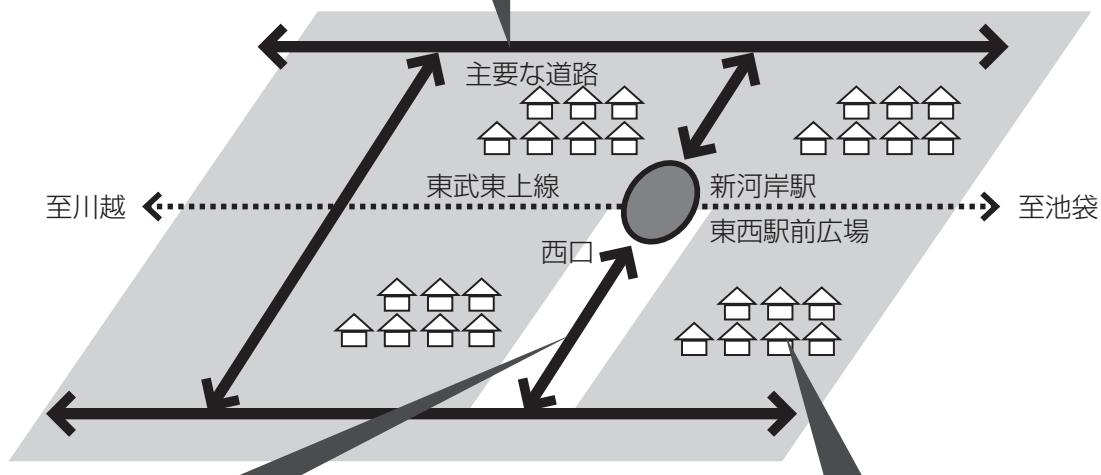 主要な道路
東武東上線
新河岸駅
至川越
至池袋
東西駅前広場
西口